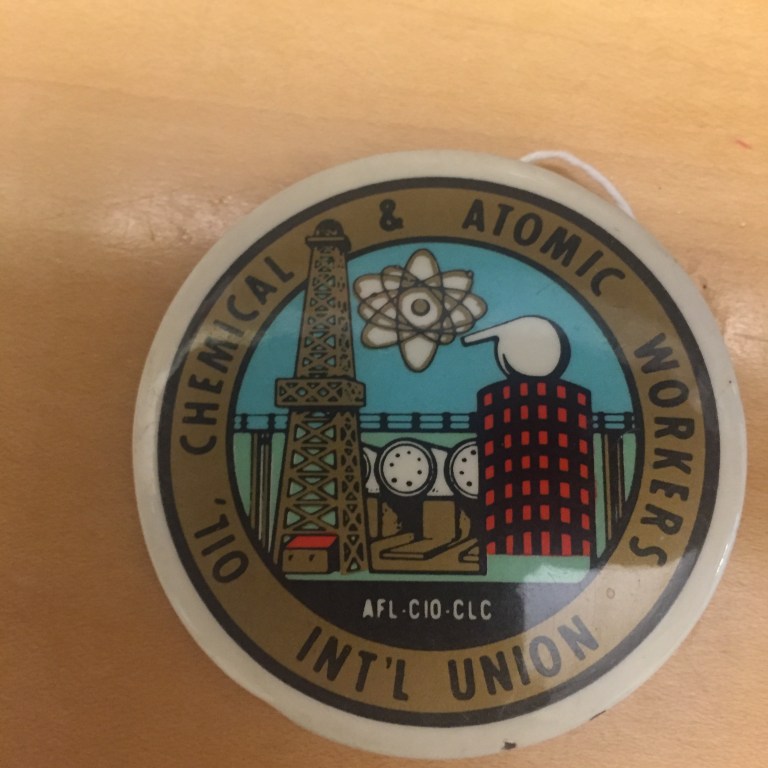 OIL, CHEMICAL & ATOMIC WORKERS
INT'L UNION
AFL-CIO-CLC